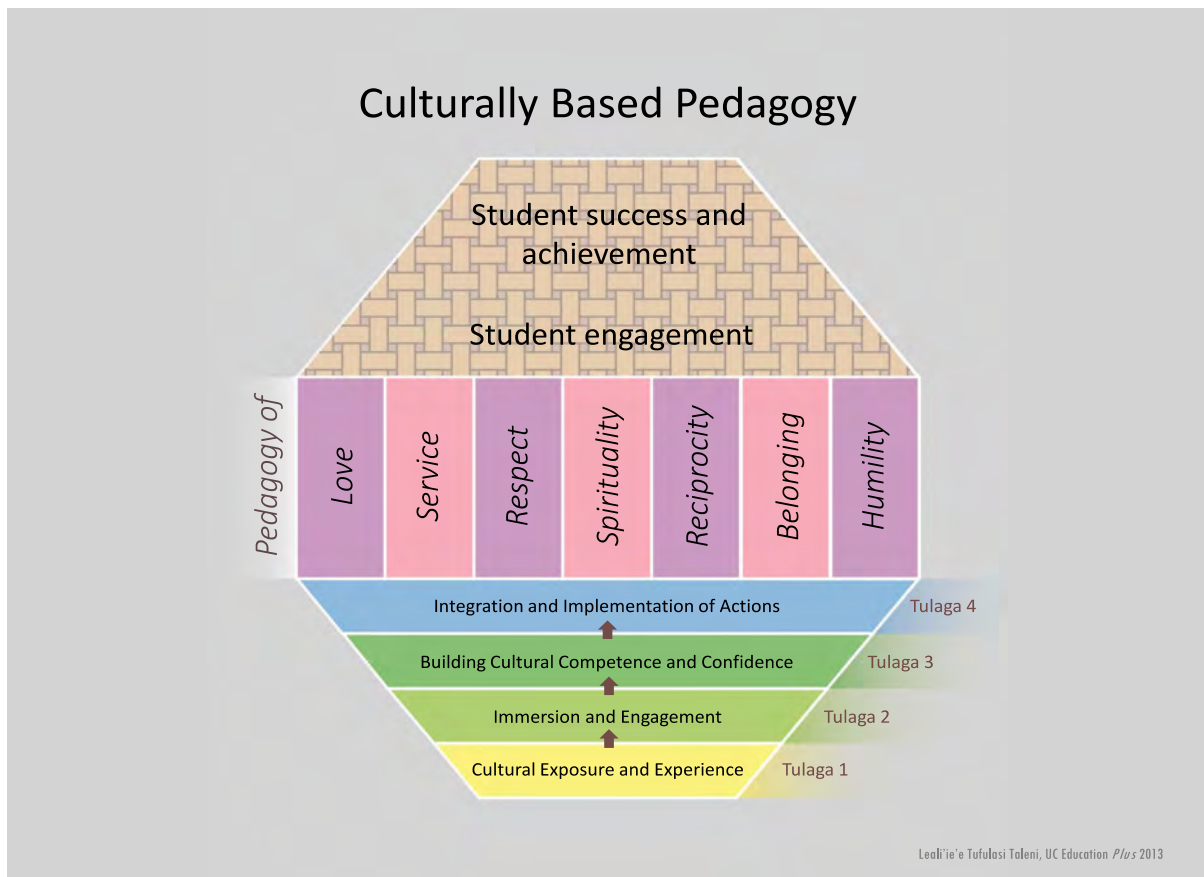 Culturally Based Pedagogy
Student success and
achievement
Student engagement
Pedagogy of
Love
Service
Respect
Spirituality
Reciprocity
Belonging
Humility
Integration and Implementation of Actions
Tulaga 4
Building Cultural Competence and Confidence
Tulaga 3
Immersion and Engagement
Tulaga 2
Cultural Exposure and Experience
Tulaga 1
Leali'ie'e Tufulasi Taleni, UC Education Plus 2013